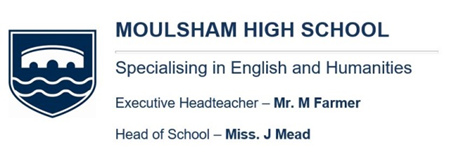 MOULSHAM HIGH SCHOOL
Specialising in English and Humanities
Executive Headteacher – Mr. M Farmer
Head of School – Miss. J Mead